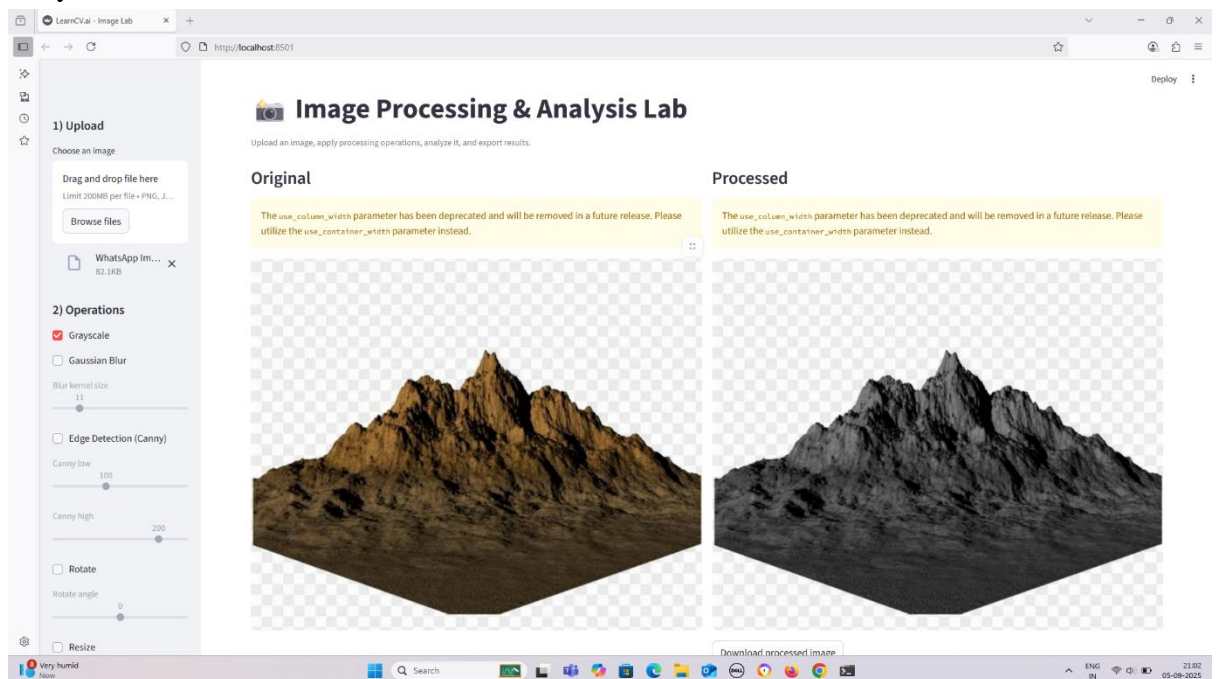 LearnCV.ai - Image Lab
http://localhost:8501
Deploy
1) Upload
Choose an image
Drag and drop file here
Limit 200MB per file • PNG, J...
Browse files
WhatsApp Im...
82.1KB
2) Operations
Grayscale
Gaussian Blur
Blur kernel size
11
Edge Detection (Canny)
Canny low
100
Canny high
200
Rotate
Rotate angle
0
Resize
Image Processing & Analysis Lab
Upload an image, apply processing operations, analyze it, and export results.
Original
The use_column_width parameter has been deprecated and will be removed in a future release. Please
utilize the use_container_width parameter instead.
Processed
The use_column_width parameter has been deprecated and will be removed in a future release. Please
utilize the use_container_width parameter instead.
Download processed image
Very humid
Now
Search
ENG
IN
21:02
05-09-2025